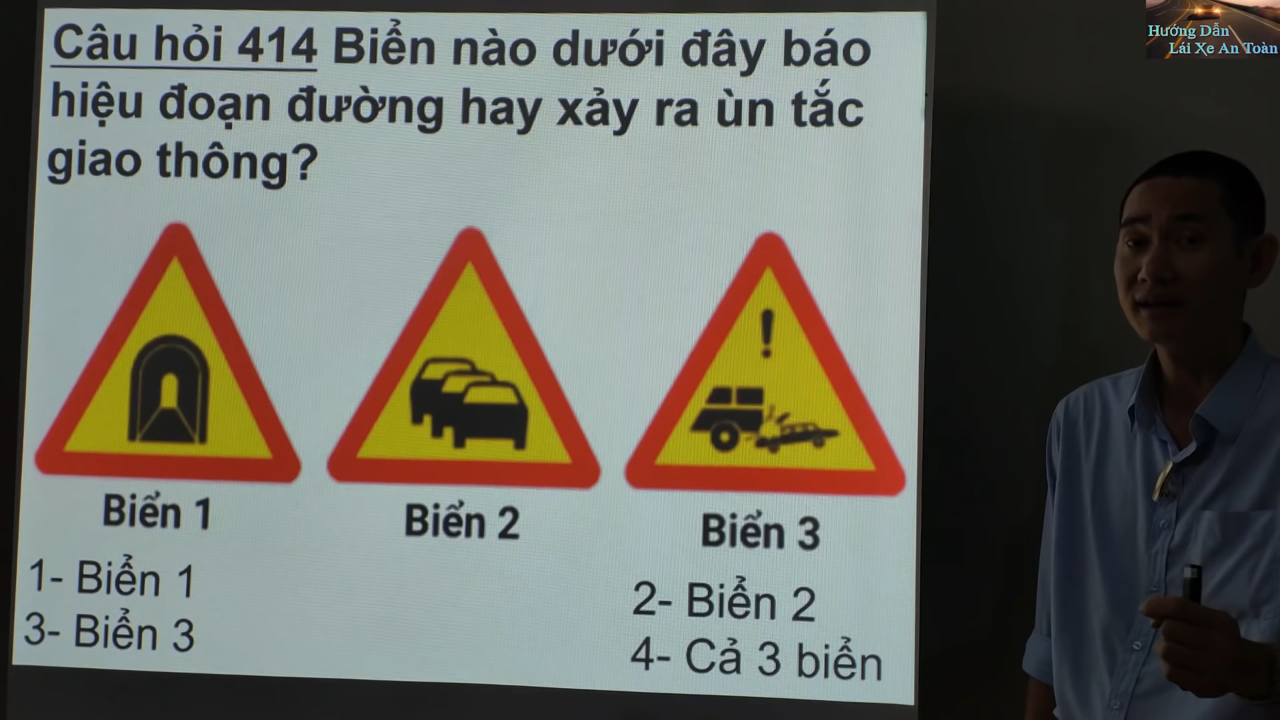 Hướng Dẫn
Lái Xe An Toàn
Câu hỏi 414 Biển nào dưới đây báo
hiệu đoạn đường hay xảy ra ùn tắc
giao thông?
!
Biển 1
Biển 2
Biển 3
1- Biển 1
2- Biển 2
3- Biển 3
4- Cả 3 biển